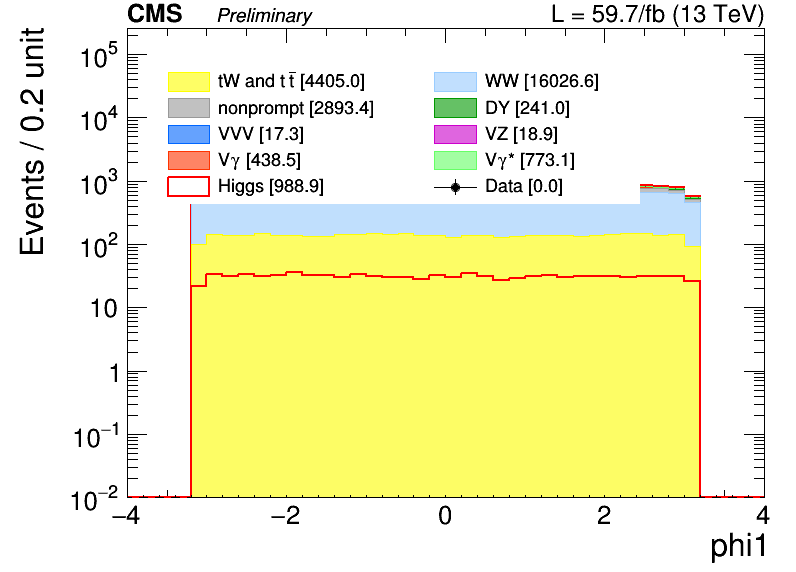 CMS Preliminary L = 59.7/fb (13 TeV)
Events / 0.2 unit
10⁵
10⁴
10³
10²
10
1
10⁻¹
10⁻²
tW and t t̅ [4405.0]
WW [16026.6]
nonprompt [2893.4]
DY [241.0]
VVV [17.3]
VZ [18.9]
Vγ [438.5]
Vγ* [773.1]
Higgs [988.9]
Data [0.0]
−4 −2 0 2 4
phi1